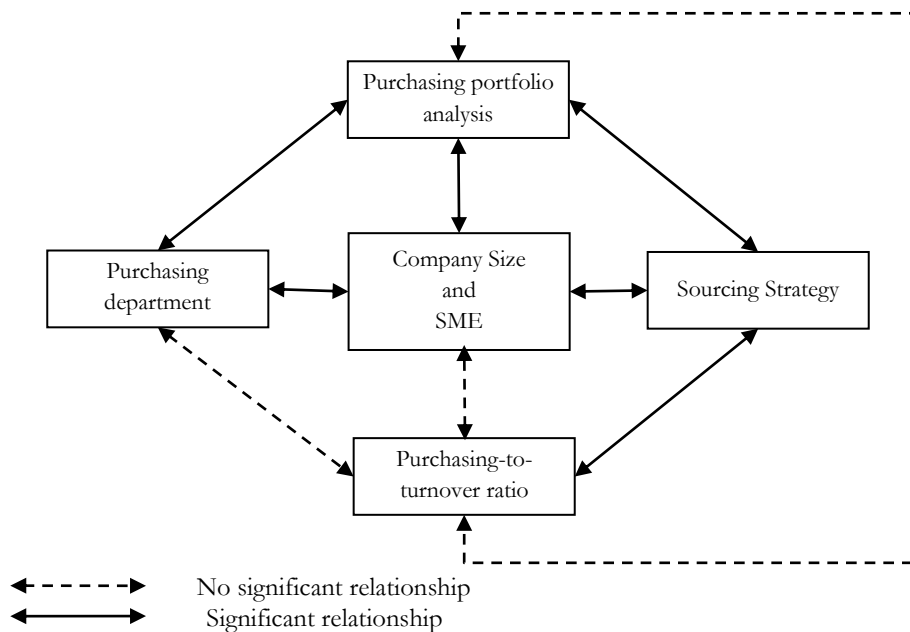 Purchasing portfolio
analysis
Purchasing
department
Company Size
and
SME
Sourcing Strategy
Purchasing-to-
turnover ratio
No significant relationship
Significant relationship